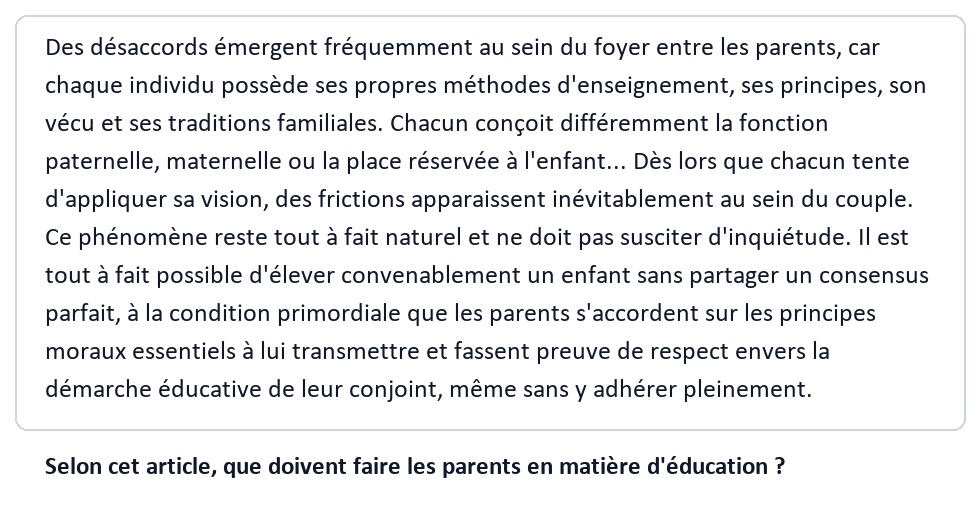 Des désaccords émergent fréquemment au sein du foyer entre les parents, car
chaque individu possède ses propres méthodes d'enseignement, ses principes, son
vécu et ses traditions familiales. Chacun conçoit différemment la fonction
paternelle, maternelle ou la place réservée à l'enfant... Dès lors que chacun tente
d'appliquer sa vision, des frictions apparaissent inévitablement au sein du couple.
Ce phénomène reste tout à fait naturel et ne doit pas susciter d'inquiétude. Il est
tout à fait possible d'élever convenablement un enfant sans partager un consensus
parfait, à la condition primordiale que les parents s'accordent sur les principes
moraux essentiels à lui transmettre et fassent preuve de respect envers la
démarche éducative de leur conjoint, même sans y adhérer pleinement.
Selon cet article, que doivent faire les parents en matière d'éducation ?